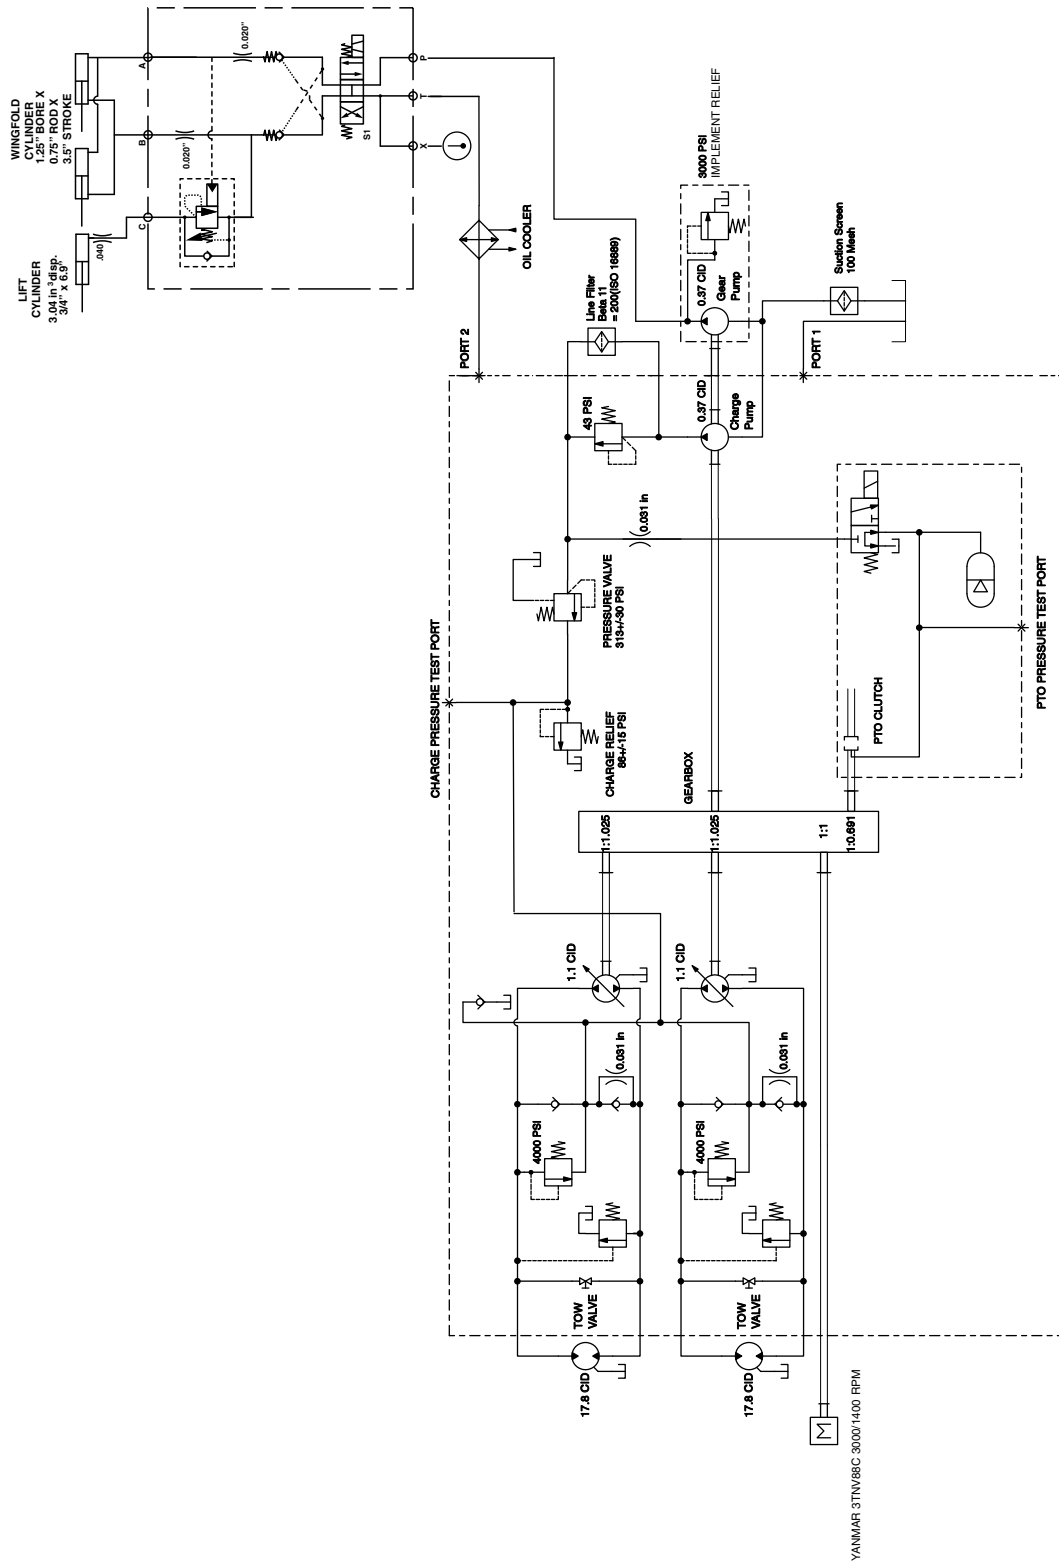 WINGFOLD
CYLINDER
1.25" BORE X
0.75" ROD X
3.5" STROKE
LIFT
CYLINDER
3.04 in ³disp.
3/4" x 6.9"
.040
A
B
C
0.020"
0.020"
S1
P
T
X
OIL COOLER
3000 PSI
IMPLEMENT RELIEF
0.37 CID
Gear
Pump
Suction Screen
100 Mesh
Line Filter
Beta 11
= 200(ISO 16889)
PORT 2
PORT 1
43 PSI
0.37 CID
Charge
Pump
0.031 in
PRESSURE VALVE
313+/-30 PSI
CHARGE PRESSURE TEST PORT
CHARGE RELIEF
86+/-15 PSI
GEARBOX
PTO CLUTCH
PTO PRESSURE TEST PORT
1:1.025
1:1.025
1:1
1:0.691
1.1 CID
1.1 CID
0.031 in
0.031 in
4000 PSI
4000 PSI
TOW
VALVE
TOW
VALVE
17.8 CID
17.8 CID
M
YANMAR 3TNV88C 3000/1400 RPM